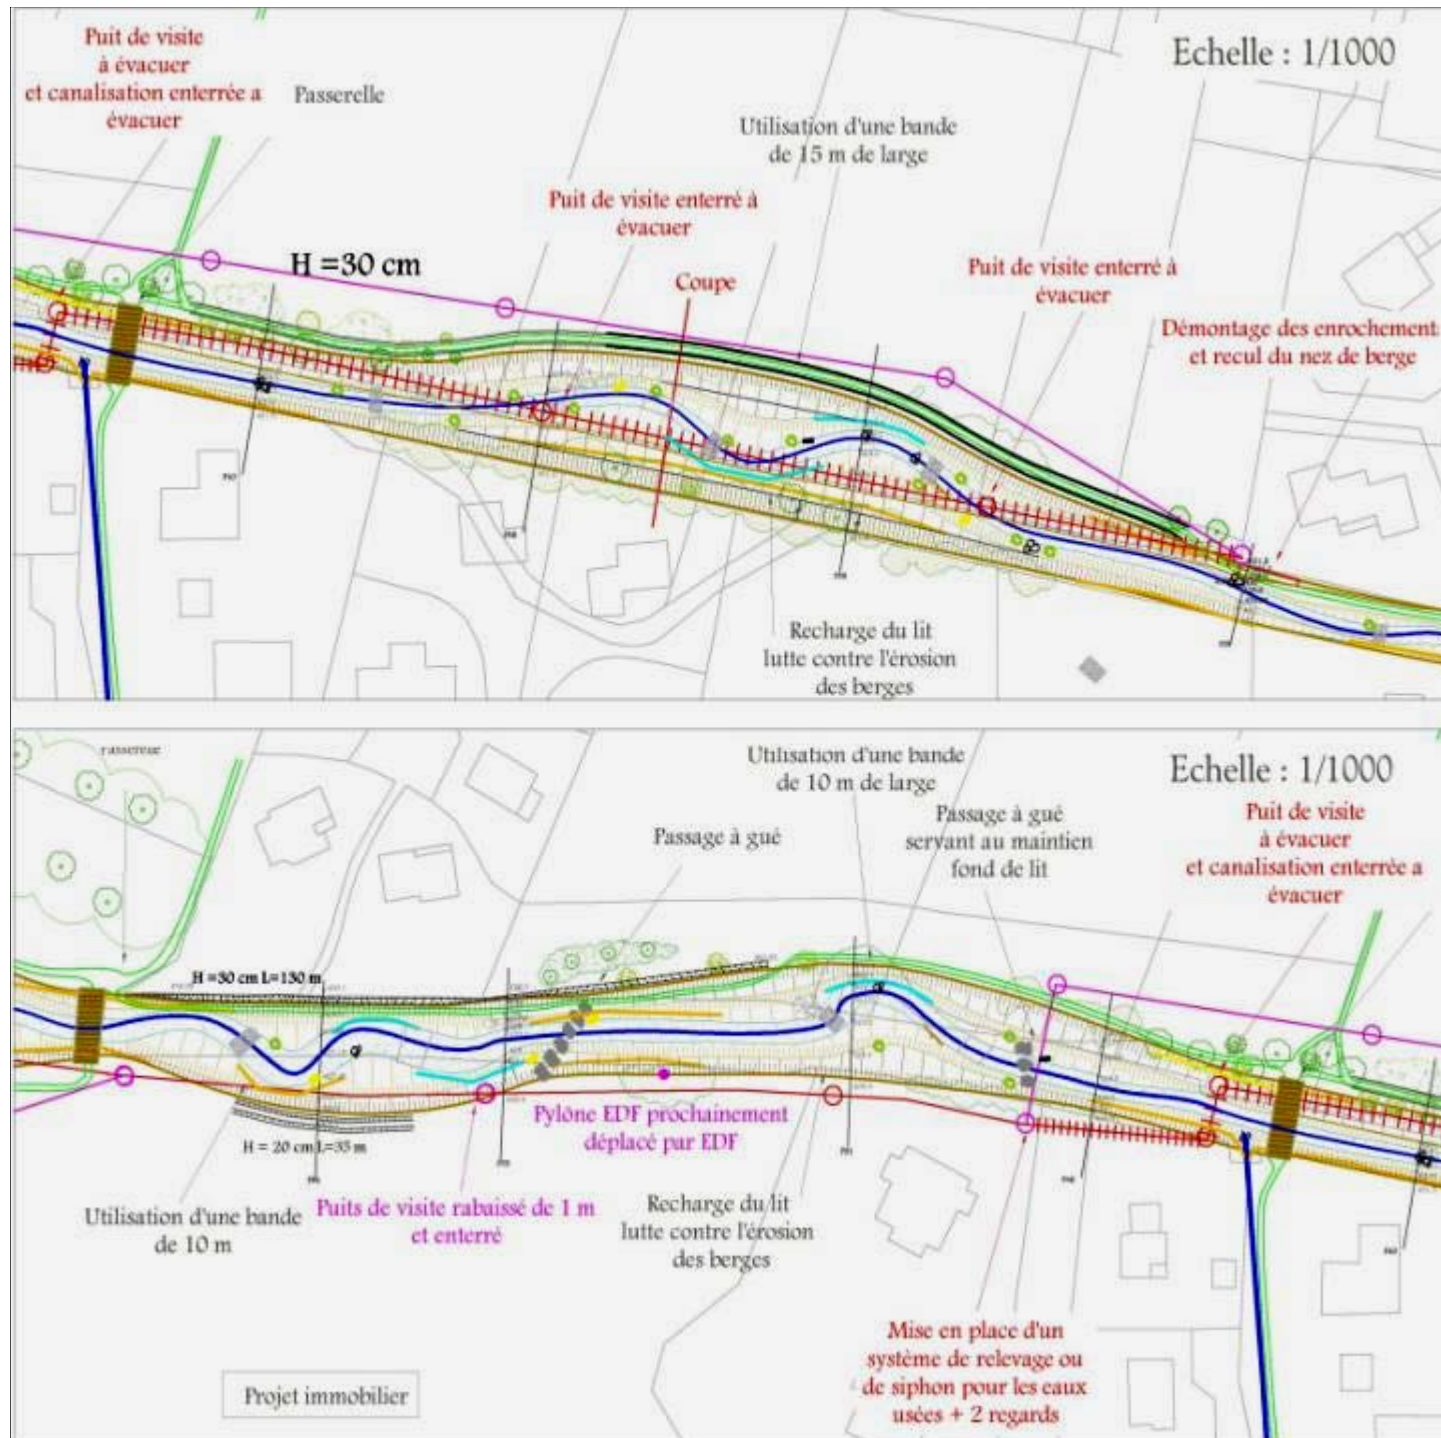 Puit de visite
à évacuer
et canalisation enterrée a
évacuer
Passerelle
Echelle : 1/1000
Utilisation d'une bande
de 15 m de large
Puit de visite enterré à
évacuer
H =30 cm
Coupe
Puit de visite enterré à
évacuer
Démontage des enrochement
et recul du nez de berge
Recharge du lit
lutte contre l'érosion
des berges
Utilisation d'une bande
de 10 m de large
Echelle : 1/1000
Passage à gué
Passage à gué
servant au maintien
fond de lit
Puit de visite
à évacuer
et canalisation enterrée a
évacuer
H =30 cm L=130 m
Pylône EDF prochainement
déplacé par EDF
H = 20 cm L=35 m
Utilisation d'une bande
de 10 m
Puits de visite rabaissé de 1 m
et enterré
Recharge du lit
lutte contre l'érosion
des berges
Mise en place d'un
système de relevage ou
de siphon pour les eaux
usées + 2 regards
Projet immobilier